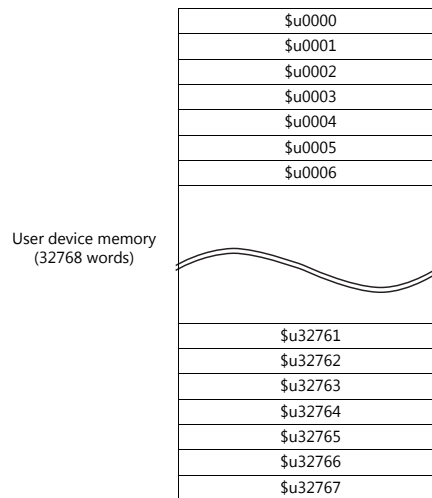 $u0000
$u0001
$u0002
$u0003
$u0004
$u0005
$u0006
User device memory
(32768 words)
$u32761
$u32762
$u32763
$u32764
$u32765
$u32766
$u32767